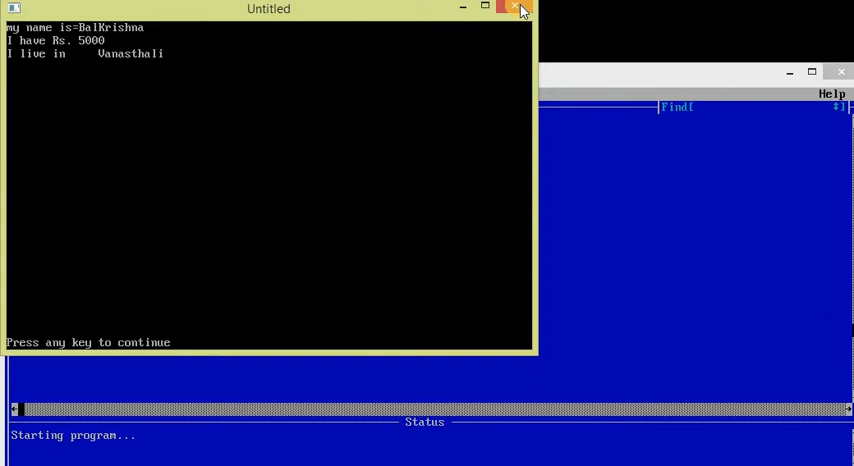 Untitled
my name is=BalKrishna
I have Rs. 5000
I live in     Vanasthali
Press any key to continue
Help
Find[
Status
Starting program...